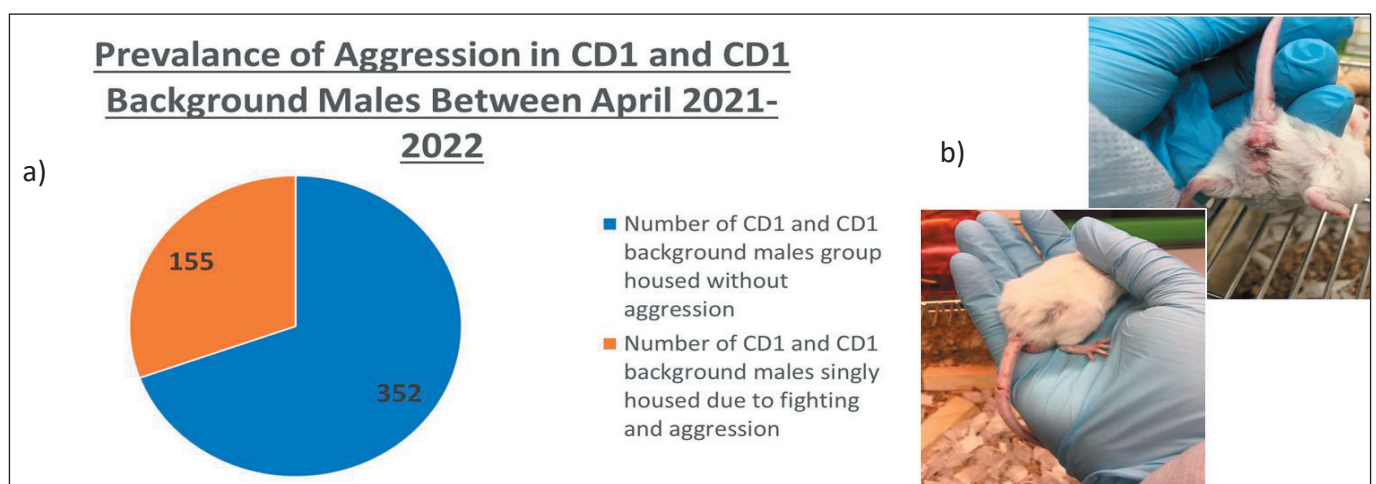 Prevalance of Aggression in CD1 and CD1
Background Males Between April 2021-
2022
a)
155
352
Number of CD1 and CD1
background males group
housed without
aggression
Number of CD1 and CD1
background males singly
housed due to fighting
and aggression
b)